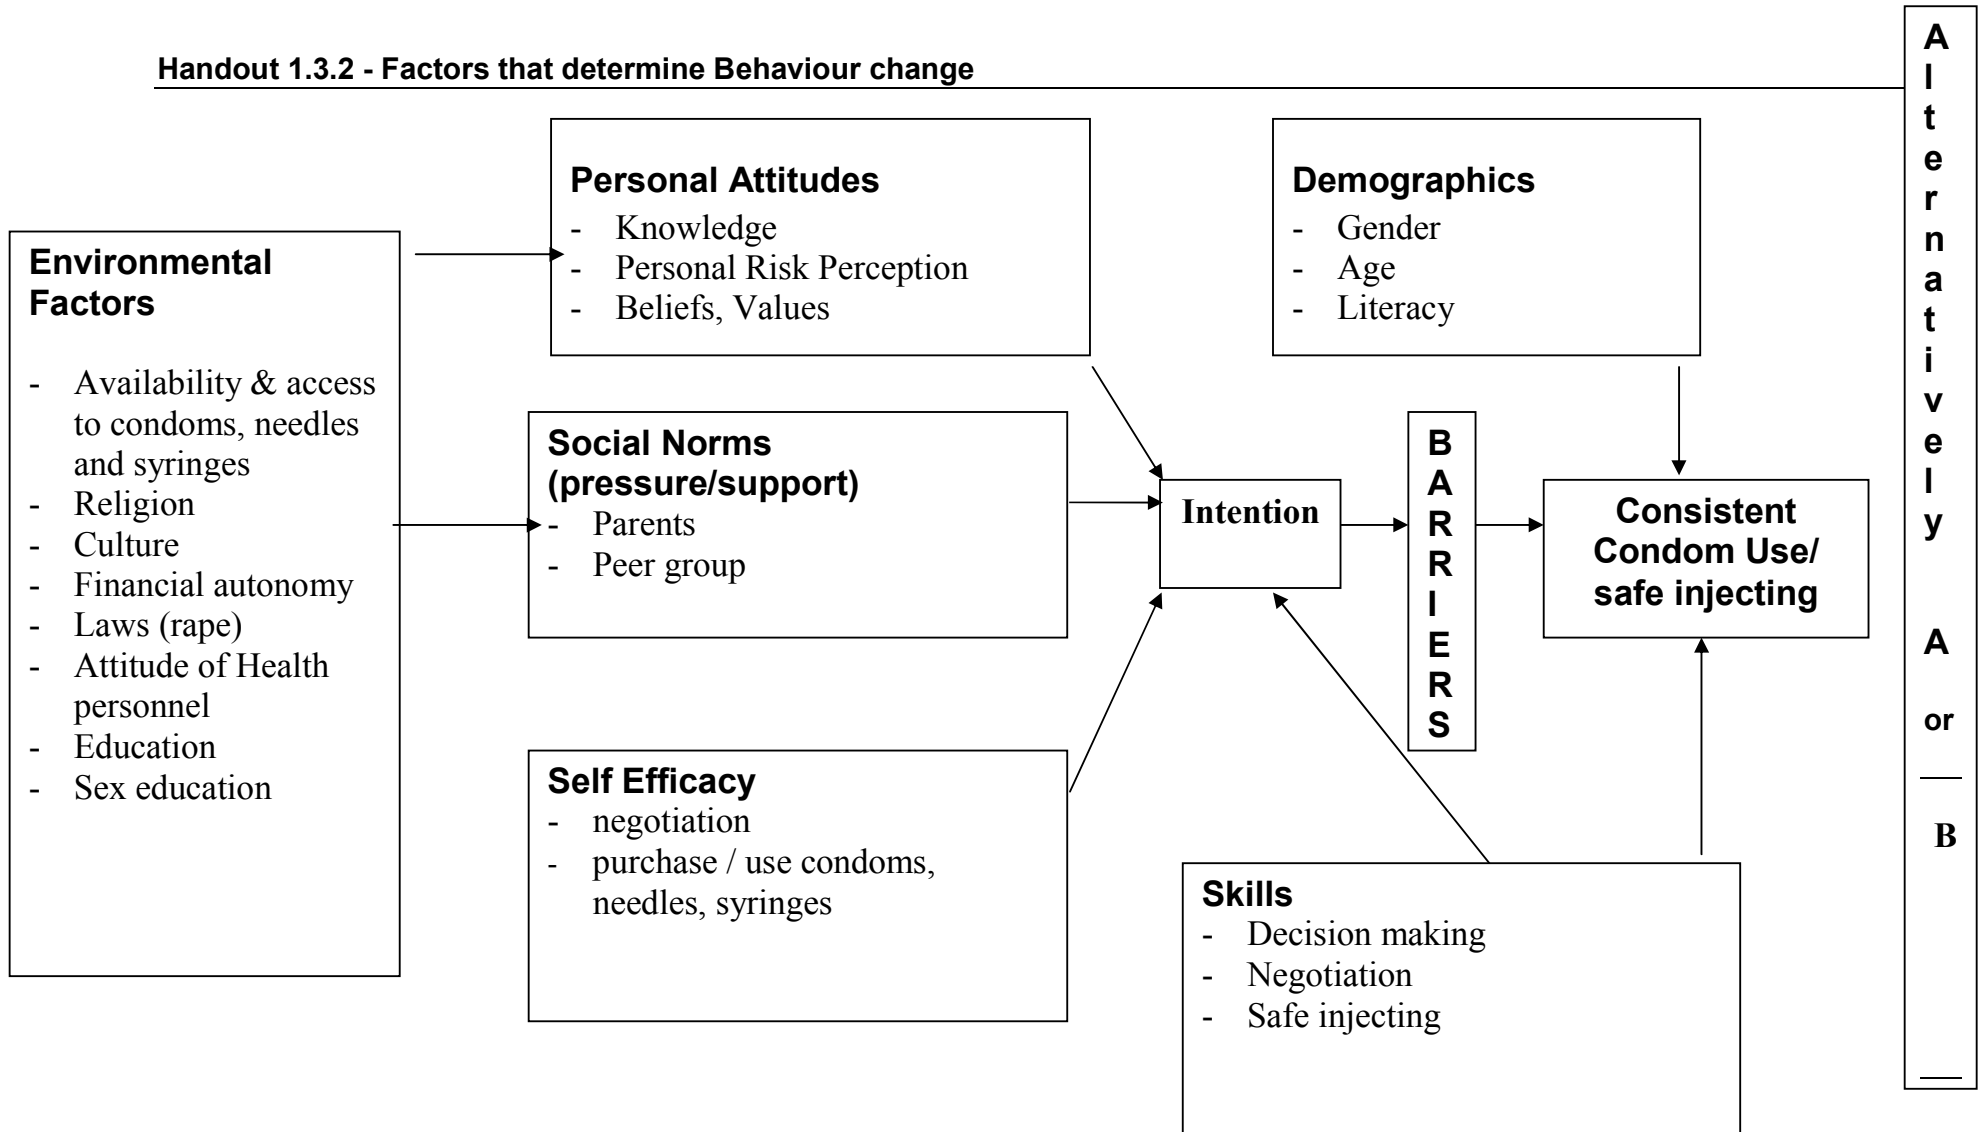 Handout 1.3.2 - Factors that determine Behaviour change
Environmental
Factors
- Availability & access
to condoms, needles
and syringes
- Religion
- Culture
- Financial autonomy
- Laws (rape)
- Attitude of Health
personnel
- Education
- Sex education
Personal Attitudes
- Knowledge
- Personal Risk Perception
- Beliefs, Values
Social Norms
(pressure/support)
- Parents
- Peer group
Self Efficacy
- negotiation
- purchase / use condoms,
needles, syringes
Demographics
- Gender
- Age
- Literacy
Intention
B
A
R
R
I
E
R
S
Consistent
Condom Use/
safe injecting
Skills
- Decision making
- Negotiation
- Safe injecting
A
l
t
e
r
n
a
t
i
v
e
l
y
A
or
B